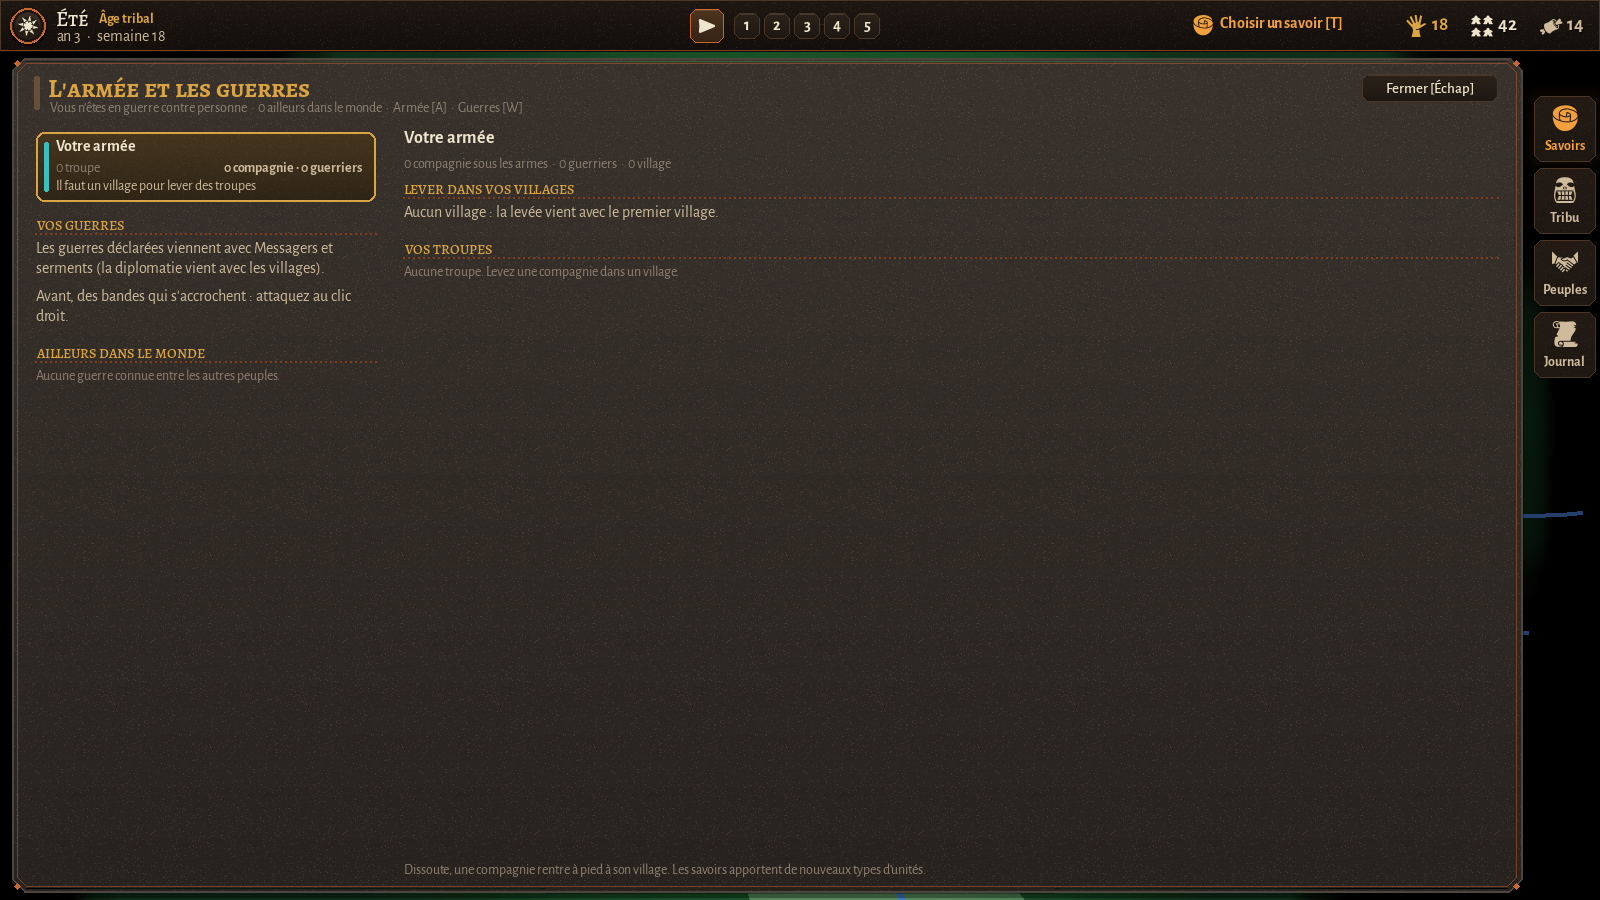 ÉTÉ Âge tribal
an 3 · semaine 18
1 2 3 4 5
Choisir un savoir [T]
18 42 14
L'ARMÉE ET LES GUERRES
Vous n'êtes en guerre contre personne · 0 ailleurs dans le monde · Armée [A] · Guerres [W]
Fermer [Échap]
Votre armée
0 troupe 0 compagnie · 0 guerriers
Il faut un village pour lever des troupes
VOS GUERRES
Les guerres déclarées viennent avec Messagers et
serments (la diplomatie vient avec les villages).
Avant, des bandes qui s'accrochent : attaquez au clic
droit.
AILLEURS DANS LE MONDE
Aucune guerre connue entre les autres peuples.
Votre armée
0 compagnie sous les armes · 0 guerriers · 0 village
LEVER DANS VOS VILLAGES
Aucun village : la levée vient avec le premier village.
VOS TROUPES
Aucune troupe. Levez une compagnie dans un village.
Dissoute, une compagnie rentre à pied à son village. Les savoirs apportent de nouveaux types d'unités.
Savoirs
Tribu
Peuples
Journal